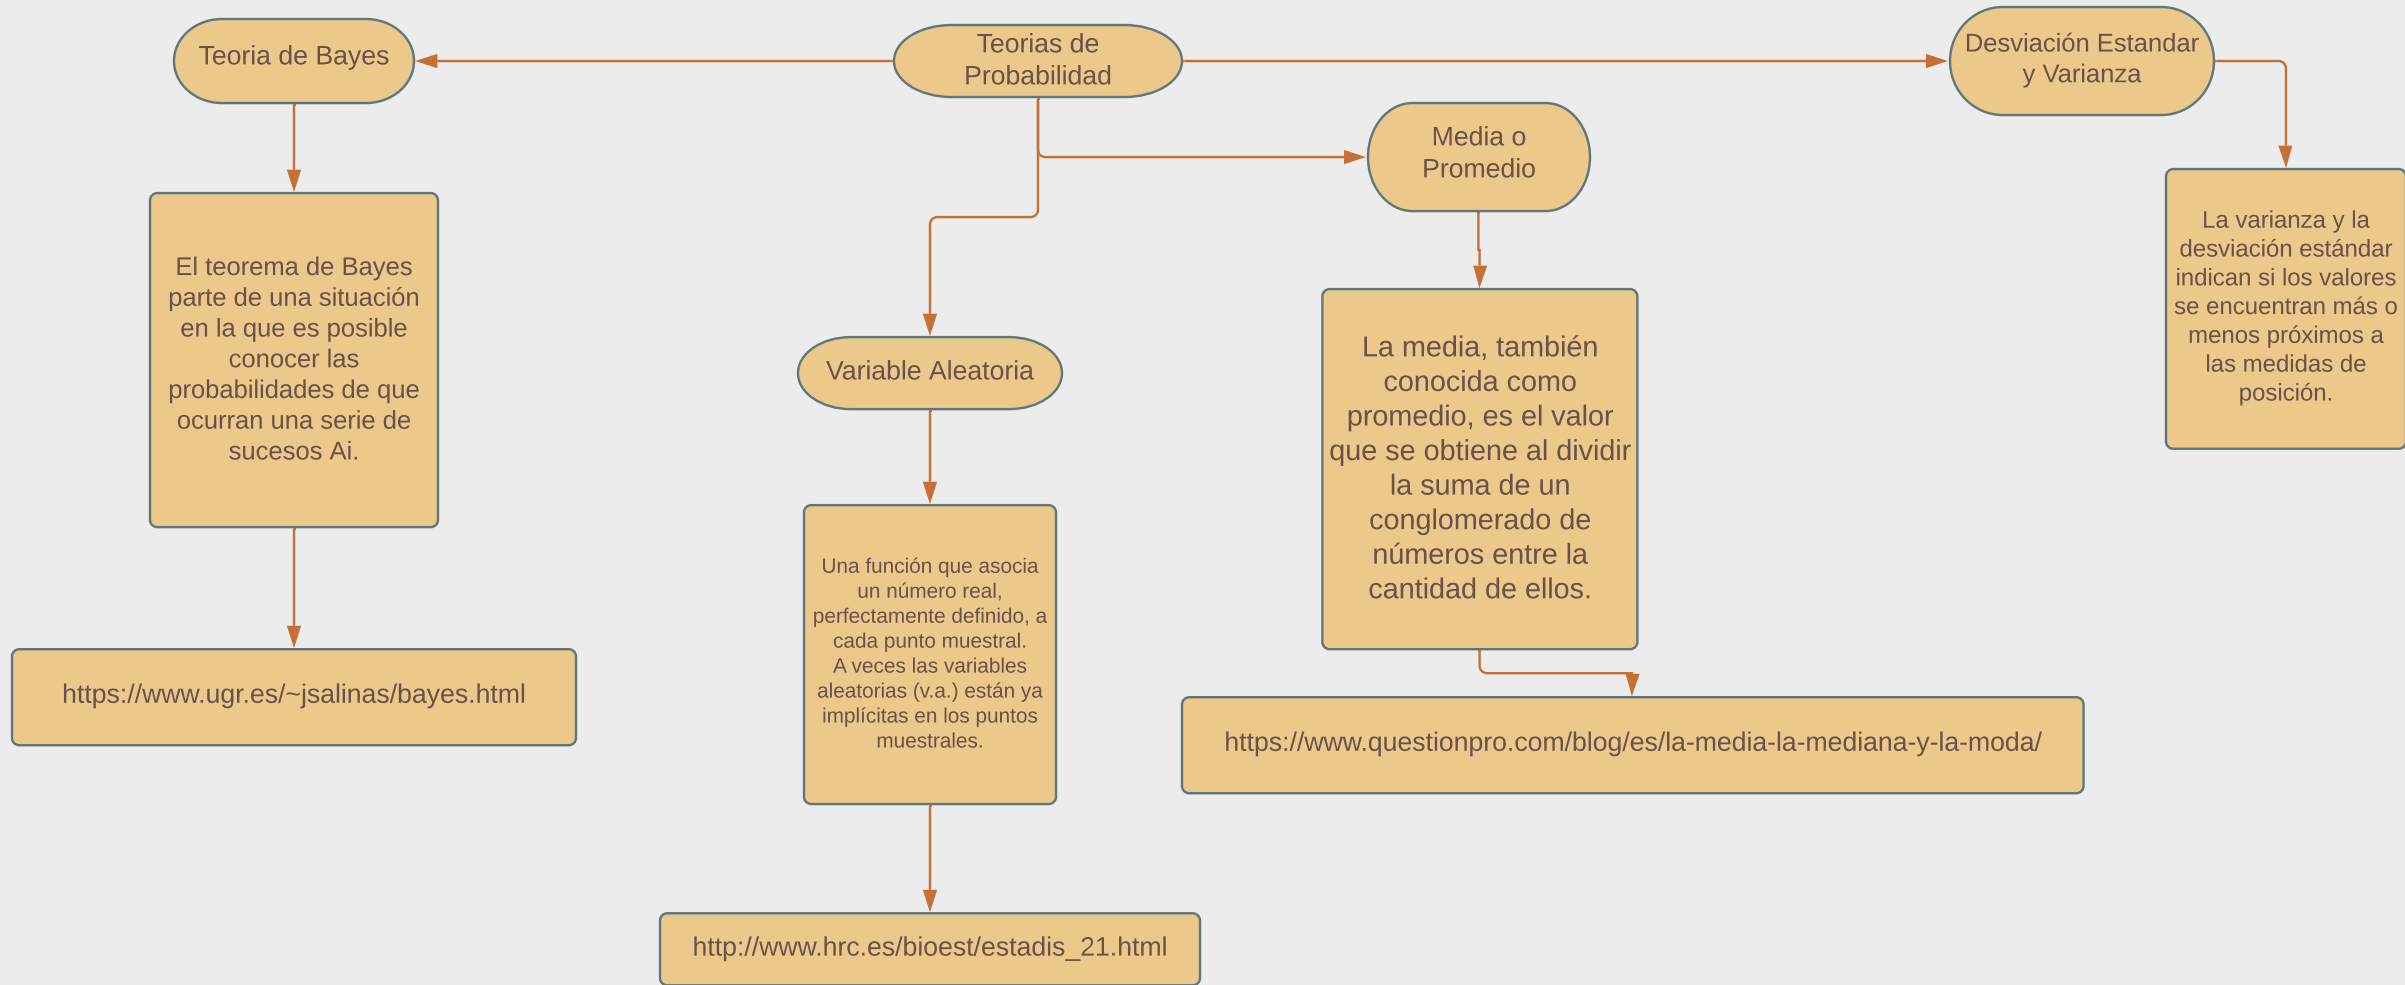 Teoria de Bayes
Teorias de
Probabilidad
Desviación Estandar
y Varianza
Media o
Promedio
El teorema de Bayes
parte de una situación
en la que es posible
conocer las
probabilidades de que
ocurran una serie de
sucesos Ai.
Variable Aleatoria
La media, también
conocida como
promedio, es el valor
que se obtiene al dividir
la suma de un
conglomerado de
números entre la
cantidad de ellos.
La varianza y la
desviación estándar
indican si los valores
se encuentran más o
menos próximos a
las medidas de
posición.
Una función que asocia
un número real,
perfectamente definido, a
cada punto muestral.
A veces las variables
aleatorias (v.a.) están ya
implícitas en los puntos
muestrales.
https://www.ugr.es/~jsalinas/bayes.html
https://www.questionpro.com/blog/es/la-media-la-mediana-y-la-moda/
http://www.hrc.es/bioest/estadis_21.html